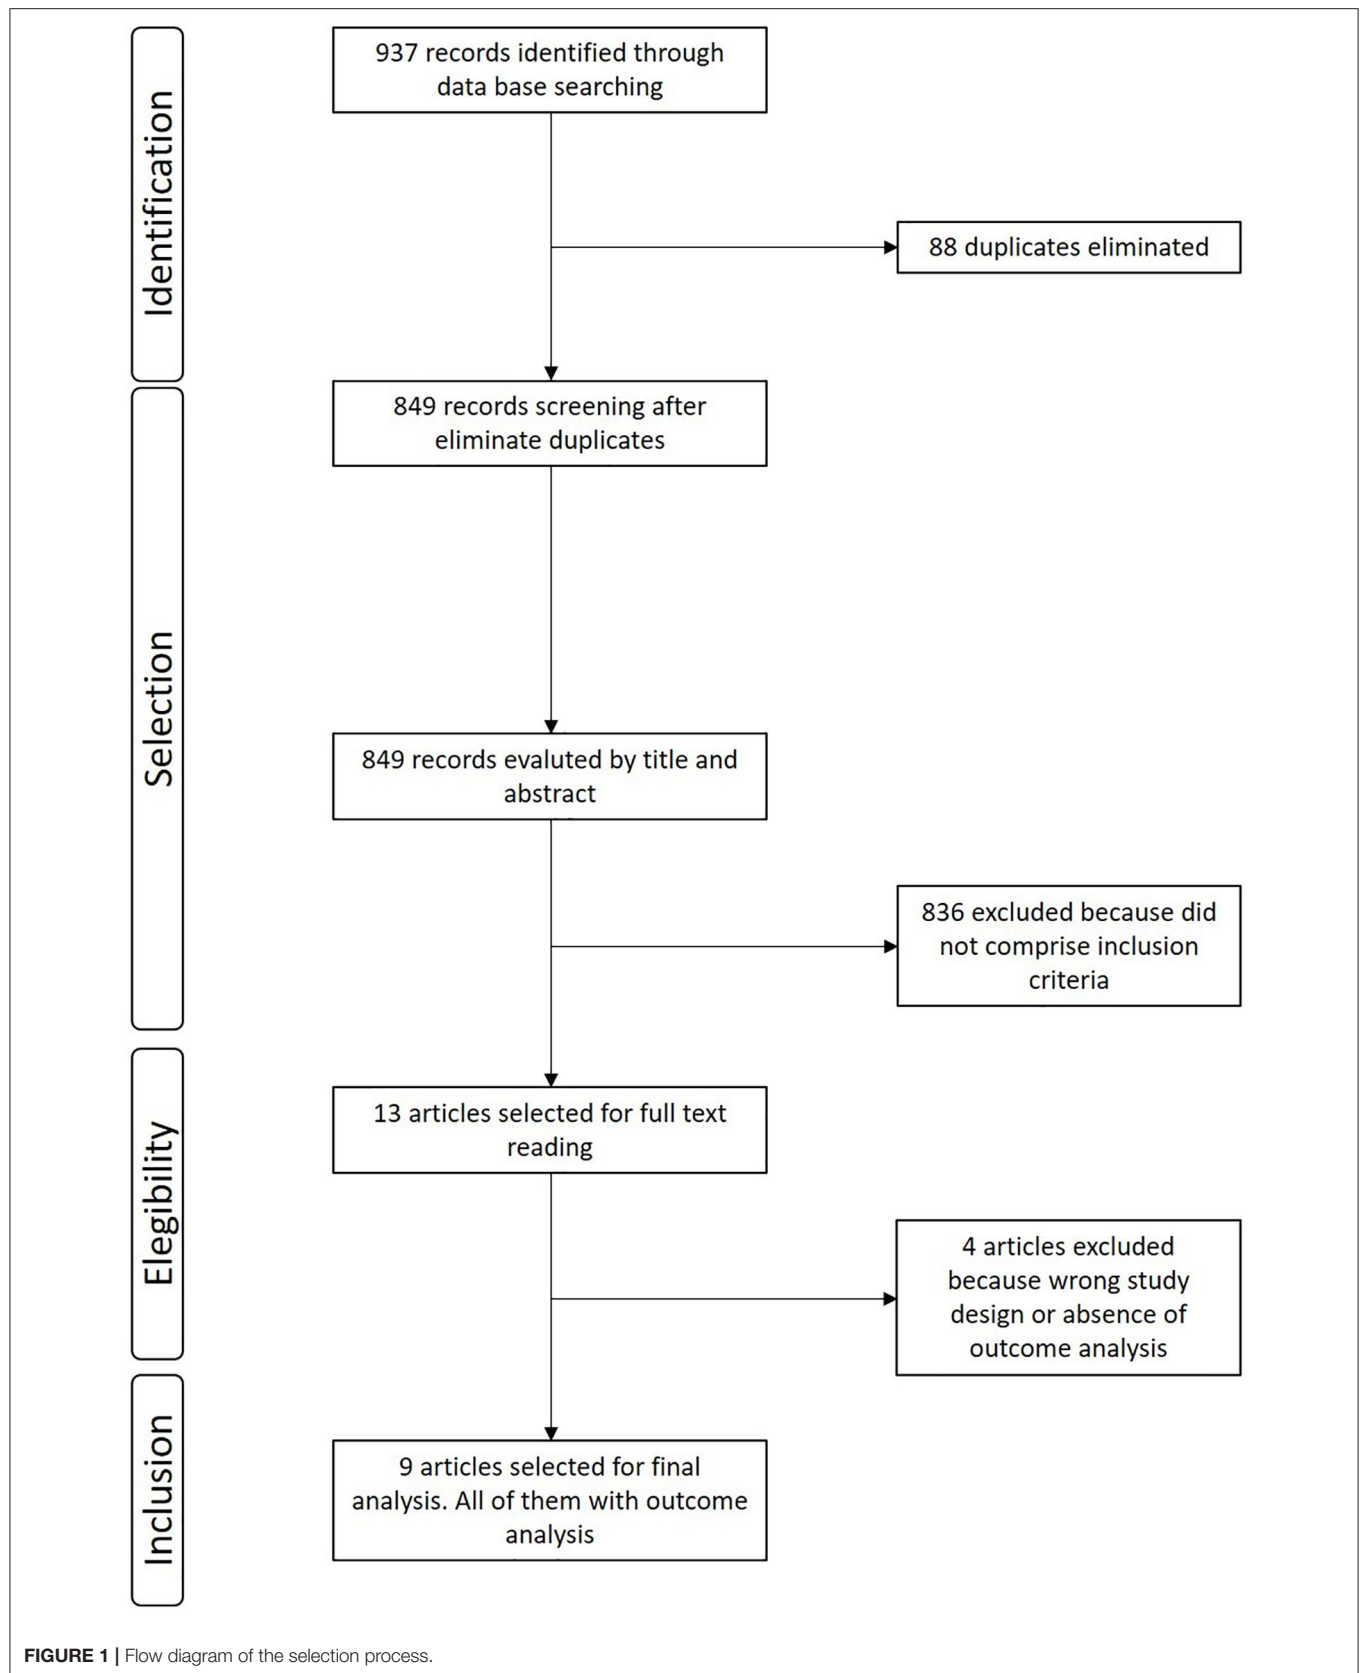 Identification
937 records identified through
data base searching
88 duplicates eliminated
Selection
849 records screening after
eliminate duplicates
849 records evaluted by title and
abstract
836 excluded because did
not comprise inclusion
criteria
Elegibility
13 articles selected for full text
reading
4 articles excluded
because wrong study
design or absence of
outcome analysis
Inclusion
9 articles selected for final
analysis. All of them with outcome
analysis
FIGURE 1 | Flow diagram of the selection process.